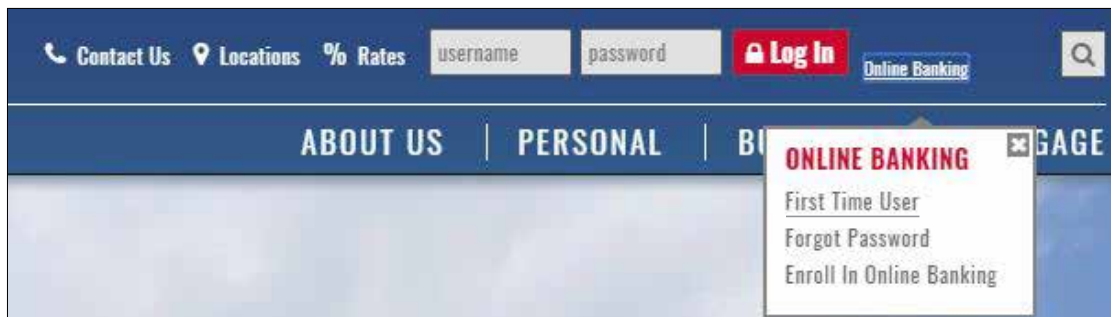 Contact Us Locations % Rates username password Log In Online Banking
ABOUT US PERSONAL
ONLINE BANKING
First Time User
Forgot Password
Enroll In Online Banking